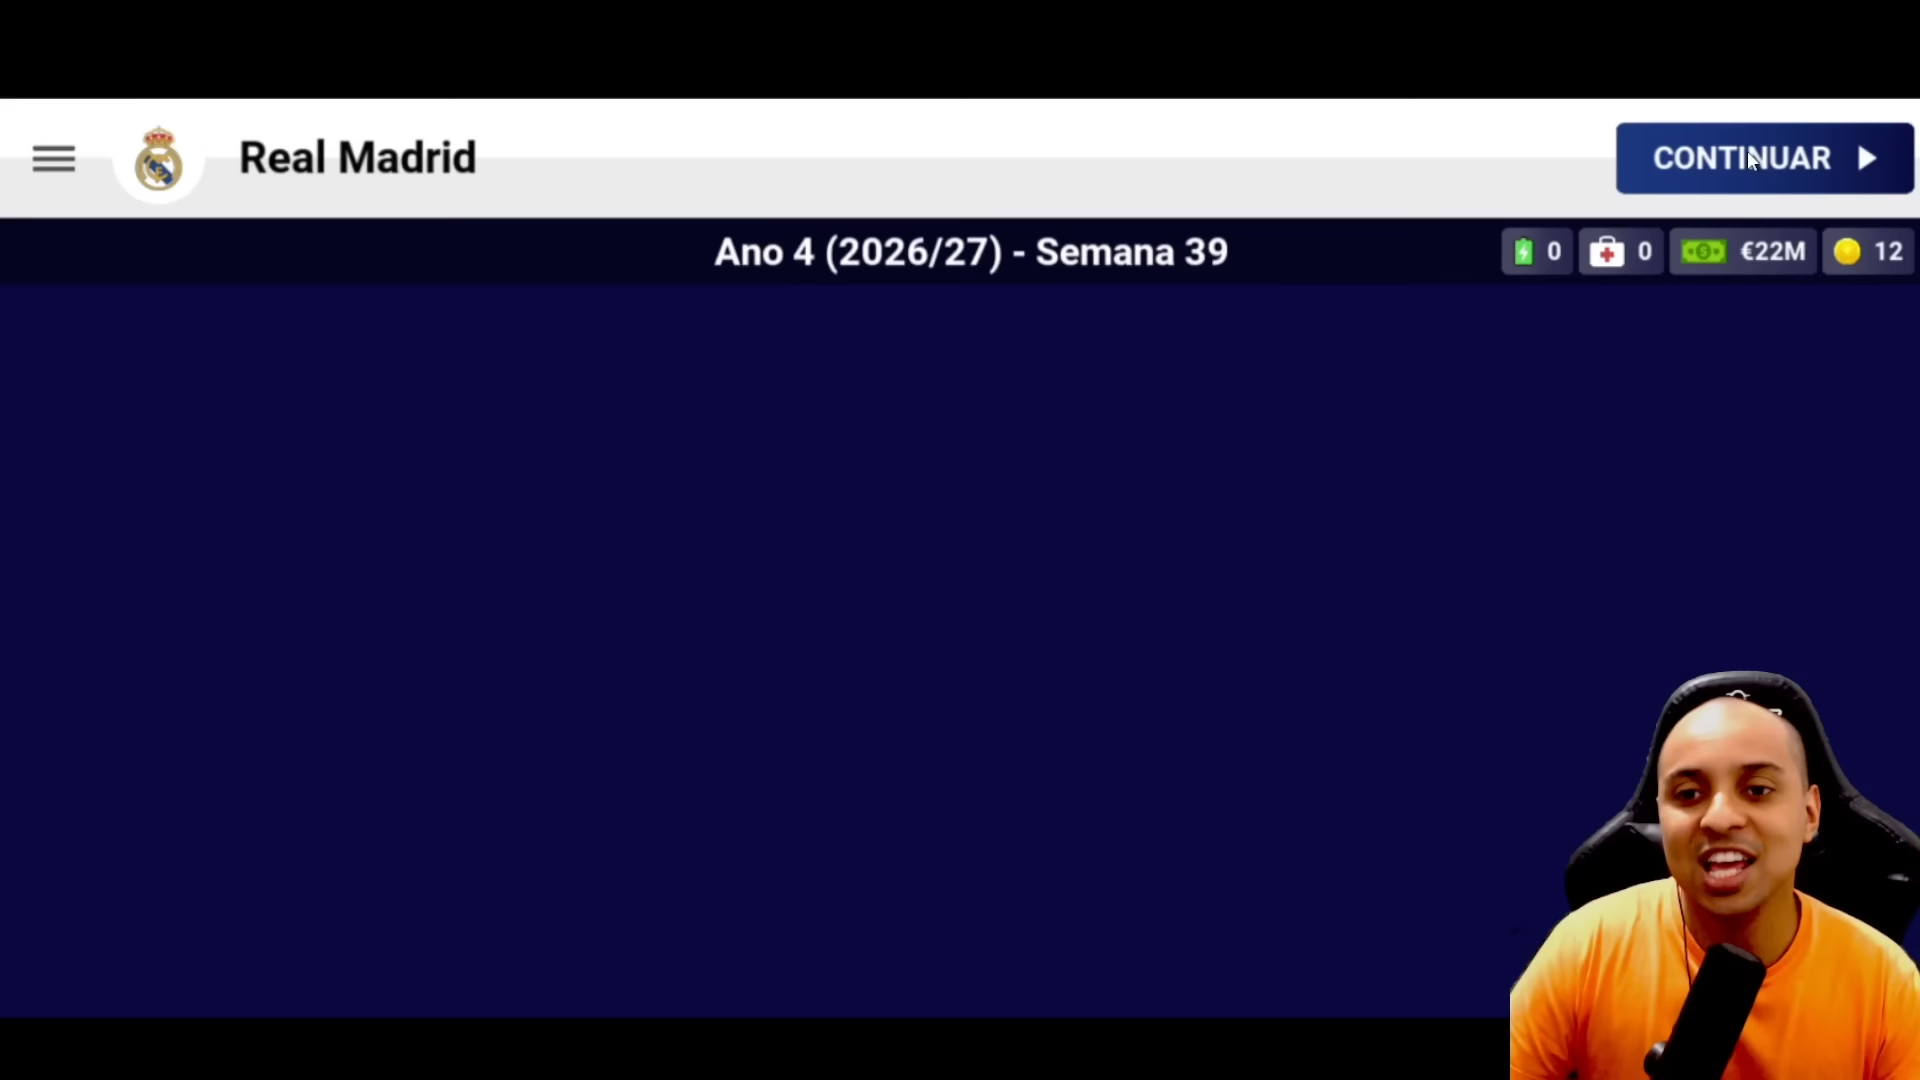 Real Madrid
CONTINUAR
Ano 4 (2026/27) - Semana 39
0
0
€22M
12